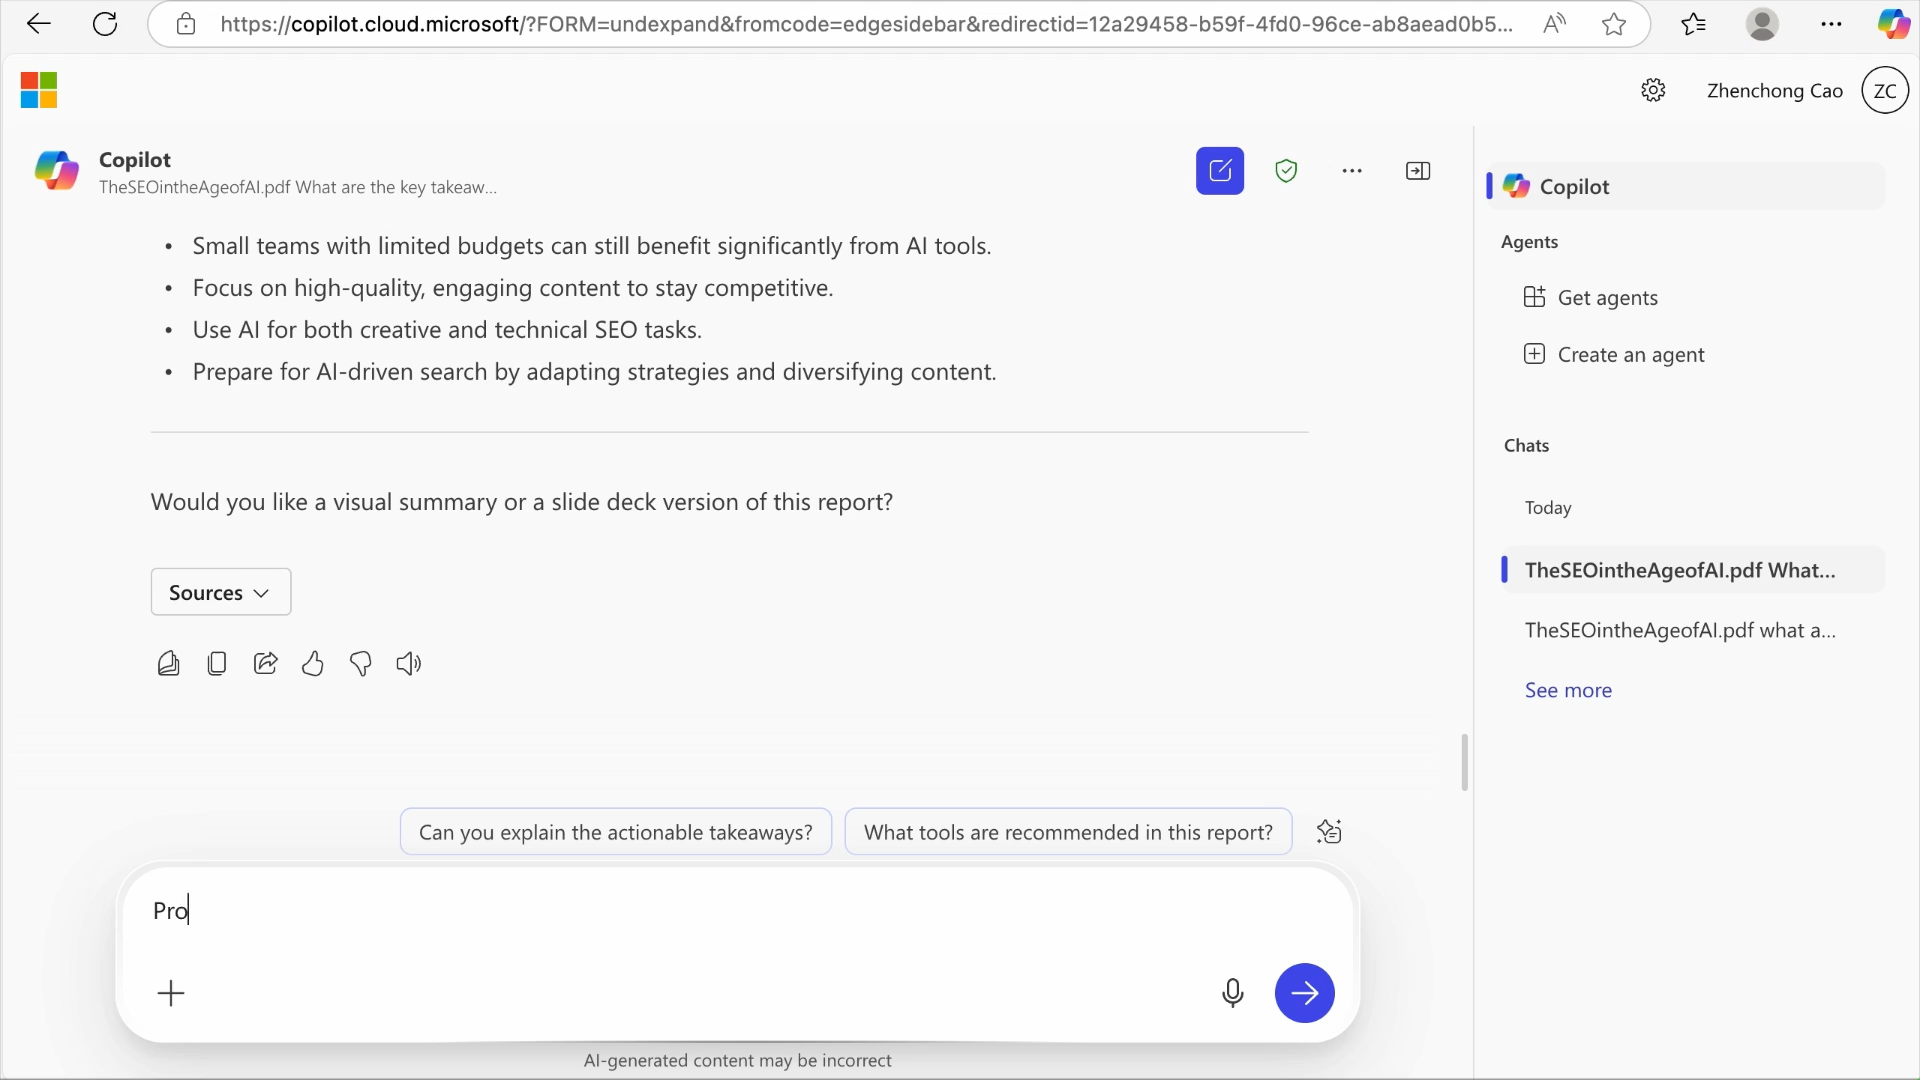 https://copilot.cloud.microsoft/?FORM=undexpand&fromcode=edgesidebar&redirectid=12a29458-b59f-4fd0-96ce-ab8aead0b5...
Zhenchong Cao
ZC
Copilot
TheSEOintheAgeofAI.pdf What are the key takeaw...
• Small teams with limited budgets can still benefit significantly from AI tools.
• Focus on high-quality, engaging content to stay competitive.
• Use AI for both creative and technical SEO tasks.
• Prepare for AI-driven search by adapting strategies and diversifying content.
Would you like a visual summary or a slide deck version of this report?
Sources
Can you explain the actionable takeaways?
What tools are recommended in this report?
Pro
AI-generated content may be incorrect
Copilot
Agents
Get agents
Create an agent
Chats
Today
TheSEOintheAgeofAI.pdf What...
TheSEOintheAgeofAI.pdf what a...
See more